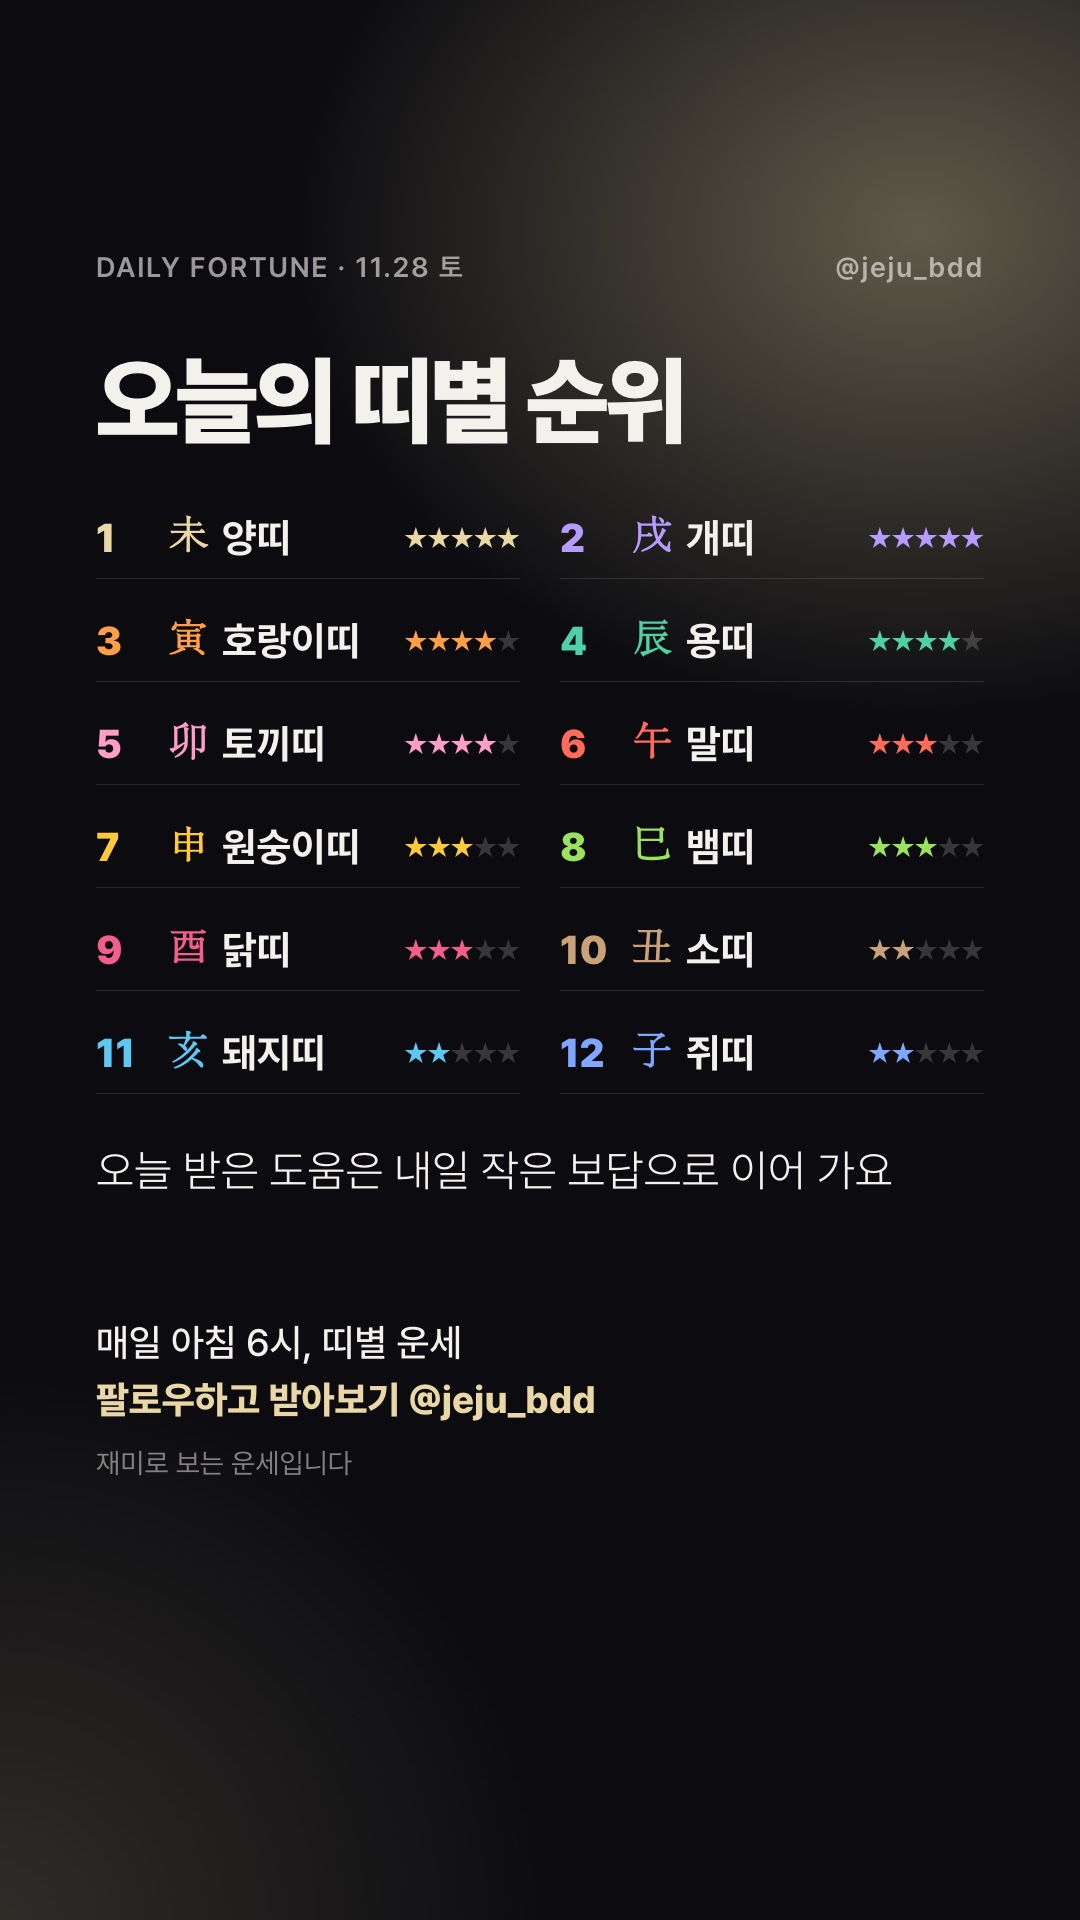 DAILY FORTUNE · 11.28 토
@jeju_bdd
오늘의 띠별 순위
1 未 양띠 ★★★★★
2 戌 개띠 ★★★★★
3 寅 호랑이띠 ★★★★★
4 辰 용띠 ★★★★★
5 卯 토끼띠 ★★★★★
6 午 말띠 ★★★★★
7 申 원숭이띠 ★★★★★
8 巳 뱀띠 ★★★★★
9 酉 닭띠 ★★★★★
10 丑 소띠 ★★★★★
11 亥 돼지띠 ★★★★★
12 子 쥐띠 ★★★★★
오늘 받은 도움은 내일 작은 보답으로 이어 가요
매일 아침 6시, 띠별 운세
팔로우하고 받아보기 @jeju_bdd
재미로 보는 운세입니다